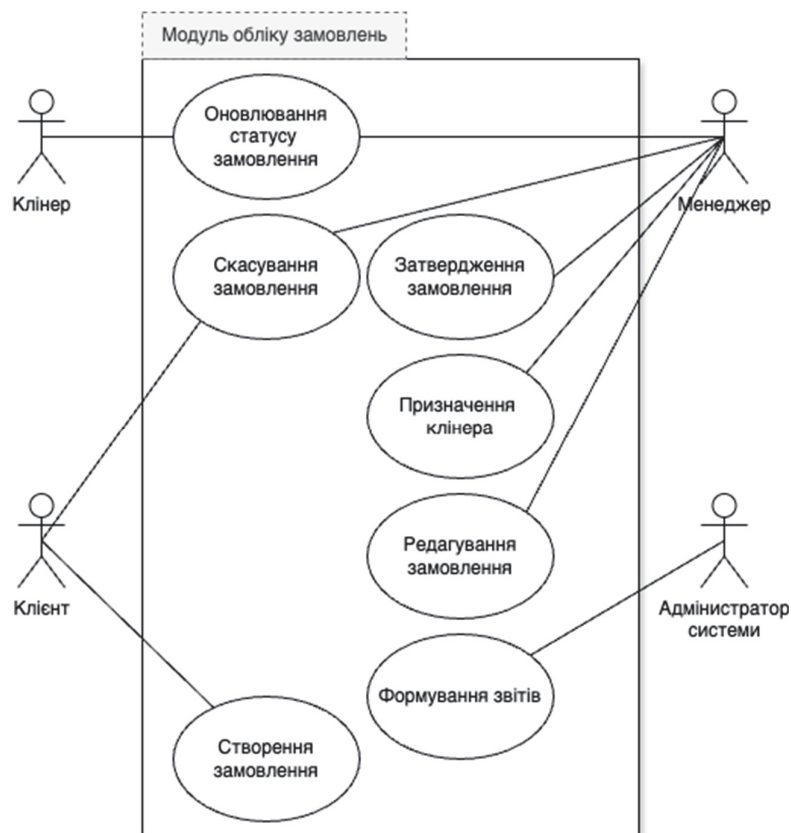 Модуль обліку замовлень
Оновлювання
статусу
замовлення
Клінер
Менеджер
Скасування
замовлення
Затвердження
замовлення
Призначення
клінера
Редагування
замовлення
Клієнт
Адміністратор
системи
Формування звітів
Створення
замовлення